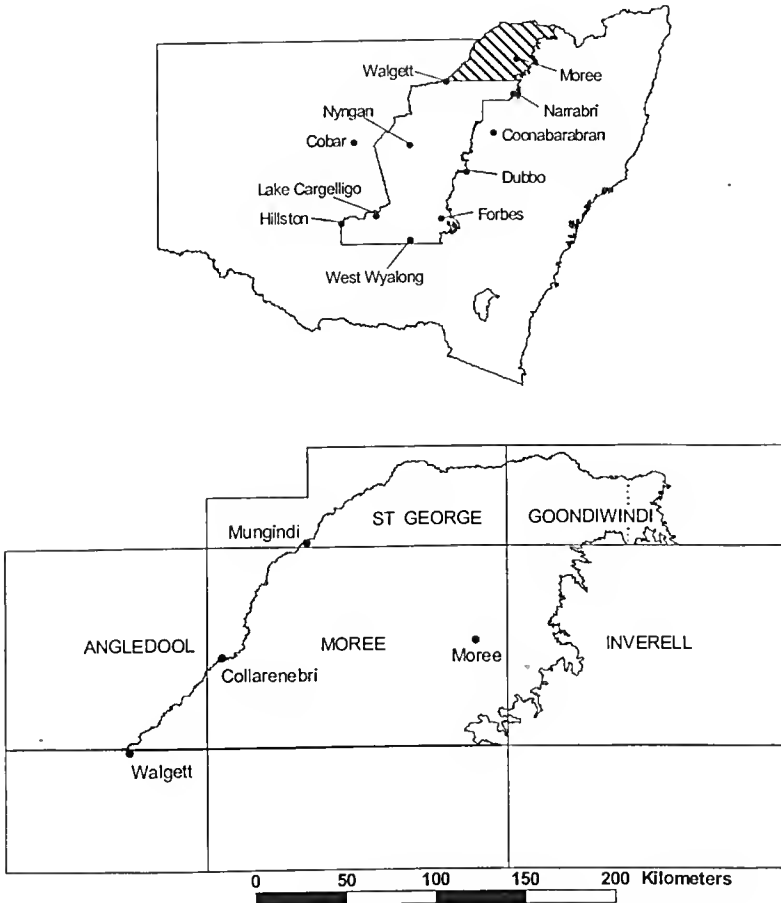 Walgett
Moree
Narrabri
Nyngan
Cobar
Coonabarabran
Dubbo
Lake Cargelligo
Hillston
Forbes
West Wyalong
ST GEORGE
GOONDIWINDI
Mungindi
ANGLEDOOL
MOREE
Moree
INVERELL
Collarenebri
Walgett
0 50 100 150 200 Kilometers